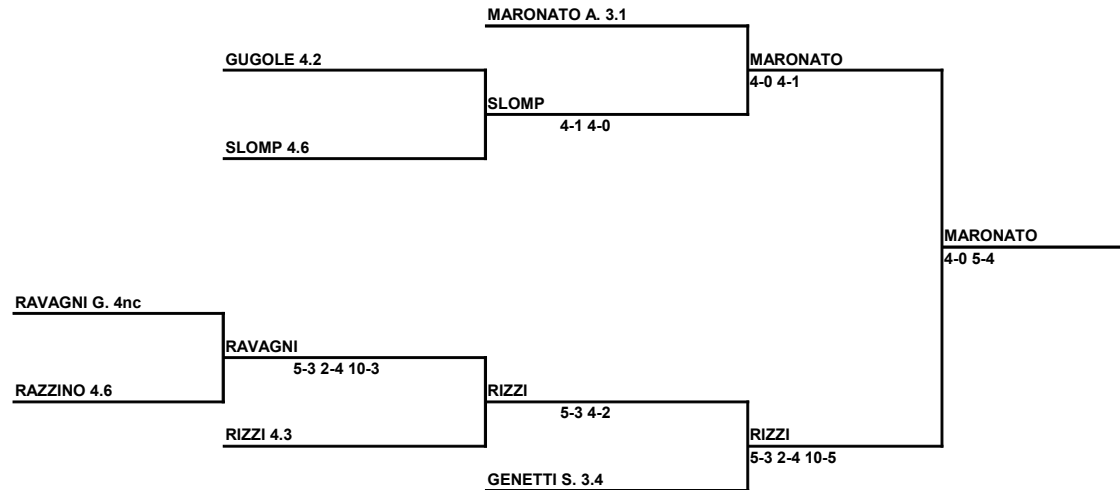 MARONATO A. 3.1
GUGOLE 4.2
MARONATO
4-0 4-1
SLOMP
4-1 4-0
SLOMP 4.6
MARONATO
4-0 5-4
RAVAGNI G. 4nc
RAVAGNI
5-3 2-4 10-3
RAZZINO 4.6
RIZZI
5-3 4-2
RIZZI 4.3
RIZZI
5-3 2-4 10-5
GENETTI S. 3.4